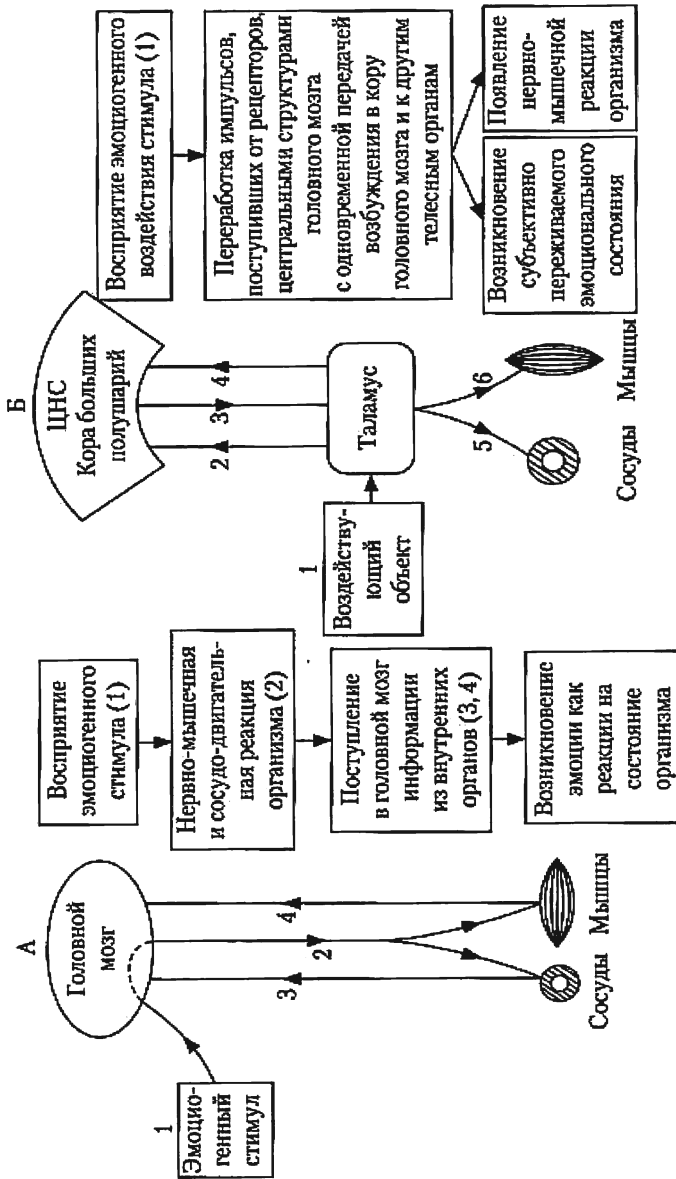 А
Головной
мозг
1
Эмоцио-
генный
стимул
3
2
4
Сосуды
Мышцы
Восприятие
эмоциогенного
стимула (1)
Нервно-мышечная
и сосудо-двигатель-
ная реакция
организма (2)
Поступление
в головной мозг
информации
из внутренних
органов (3, 4)
Возникновение
эмоции как
реакции на
состояние
организма
Б
ЦНС
Кора больших
полушарий
2
3
4
1
Воздейству-
ющий
объект
Таламус
5
6
Сосуды
Мышцы
Восприятие эмоциогенного
воздействия стимула (1)
Переработка импульсов,
поступивших от рецепторов,
центральными структурами
головного мозга
с одновременной передачей
возбуждения в кору
головного мозга и к другим
телесным органам
Возникновение
субъективно
переживаемого
эмоционального
состояния
Появление
нервно-
мышечной
реакции
организма